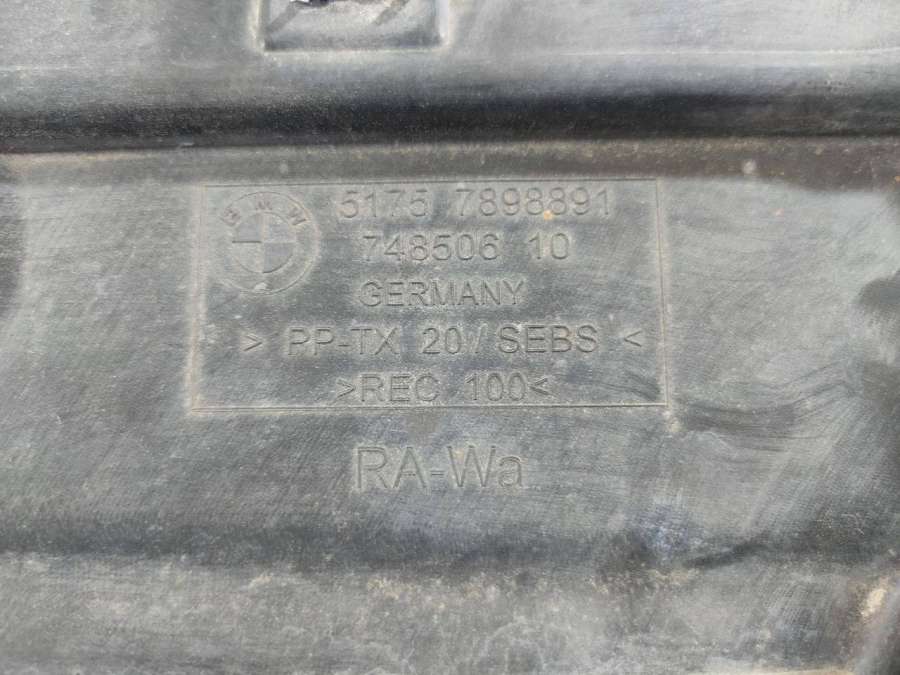 BMW
5175 7898891
748506 10
GERMANY
> PP-TX 20 / SEBS <
>REC 100<
RA-Wa